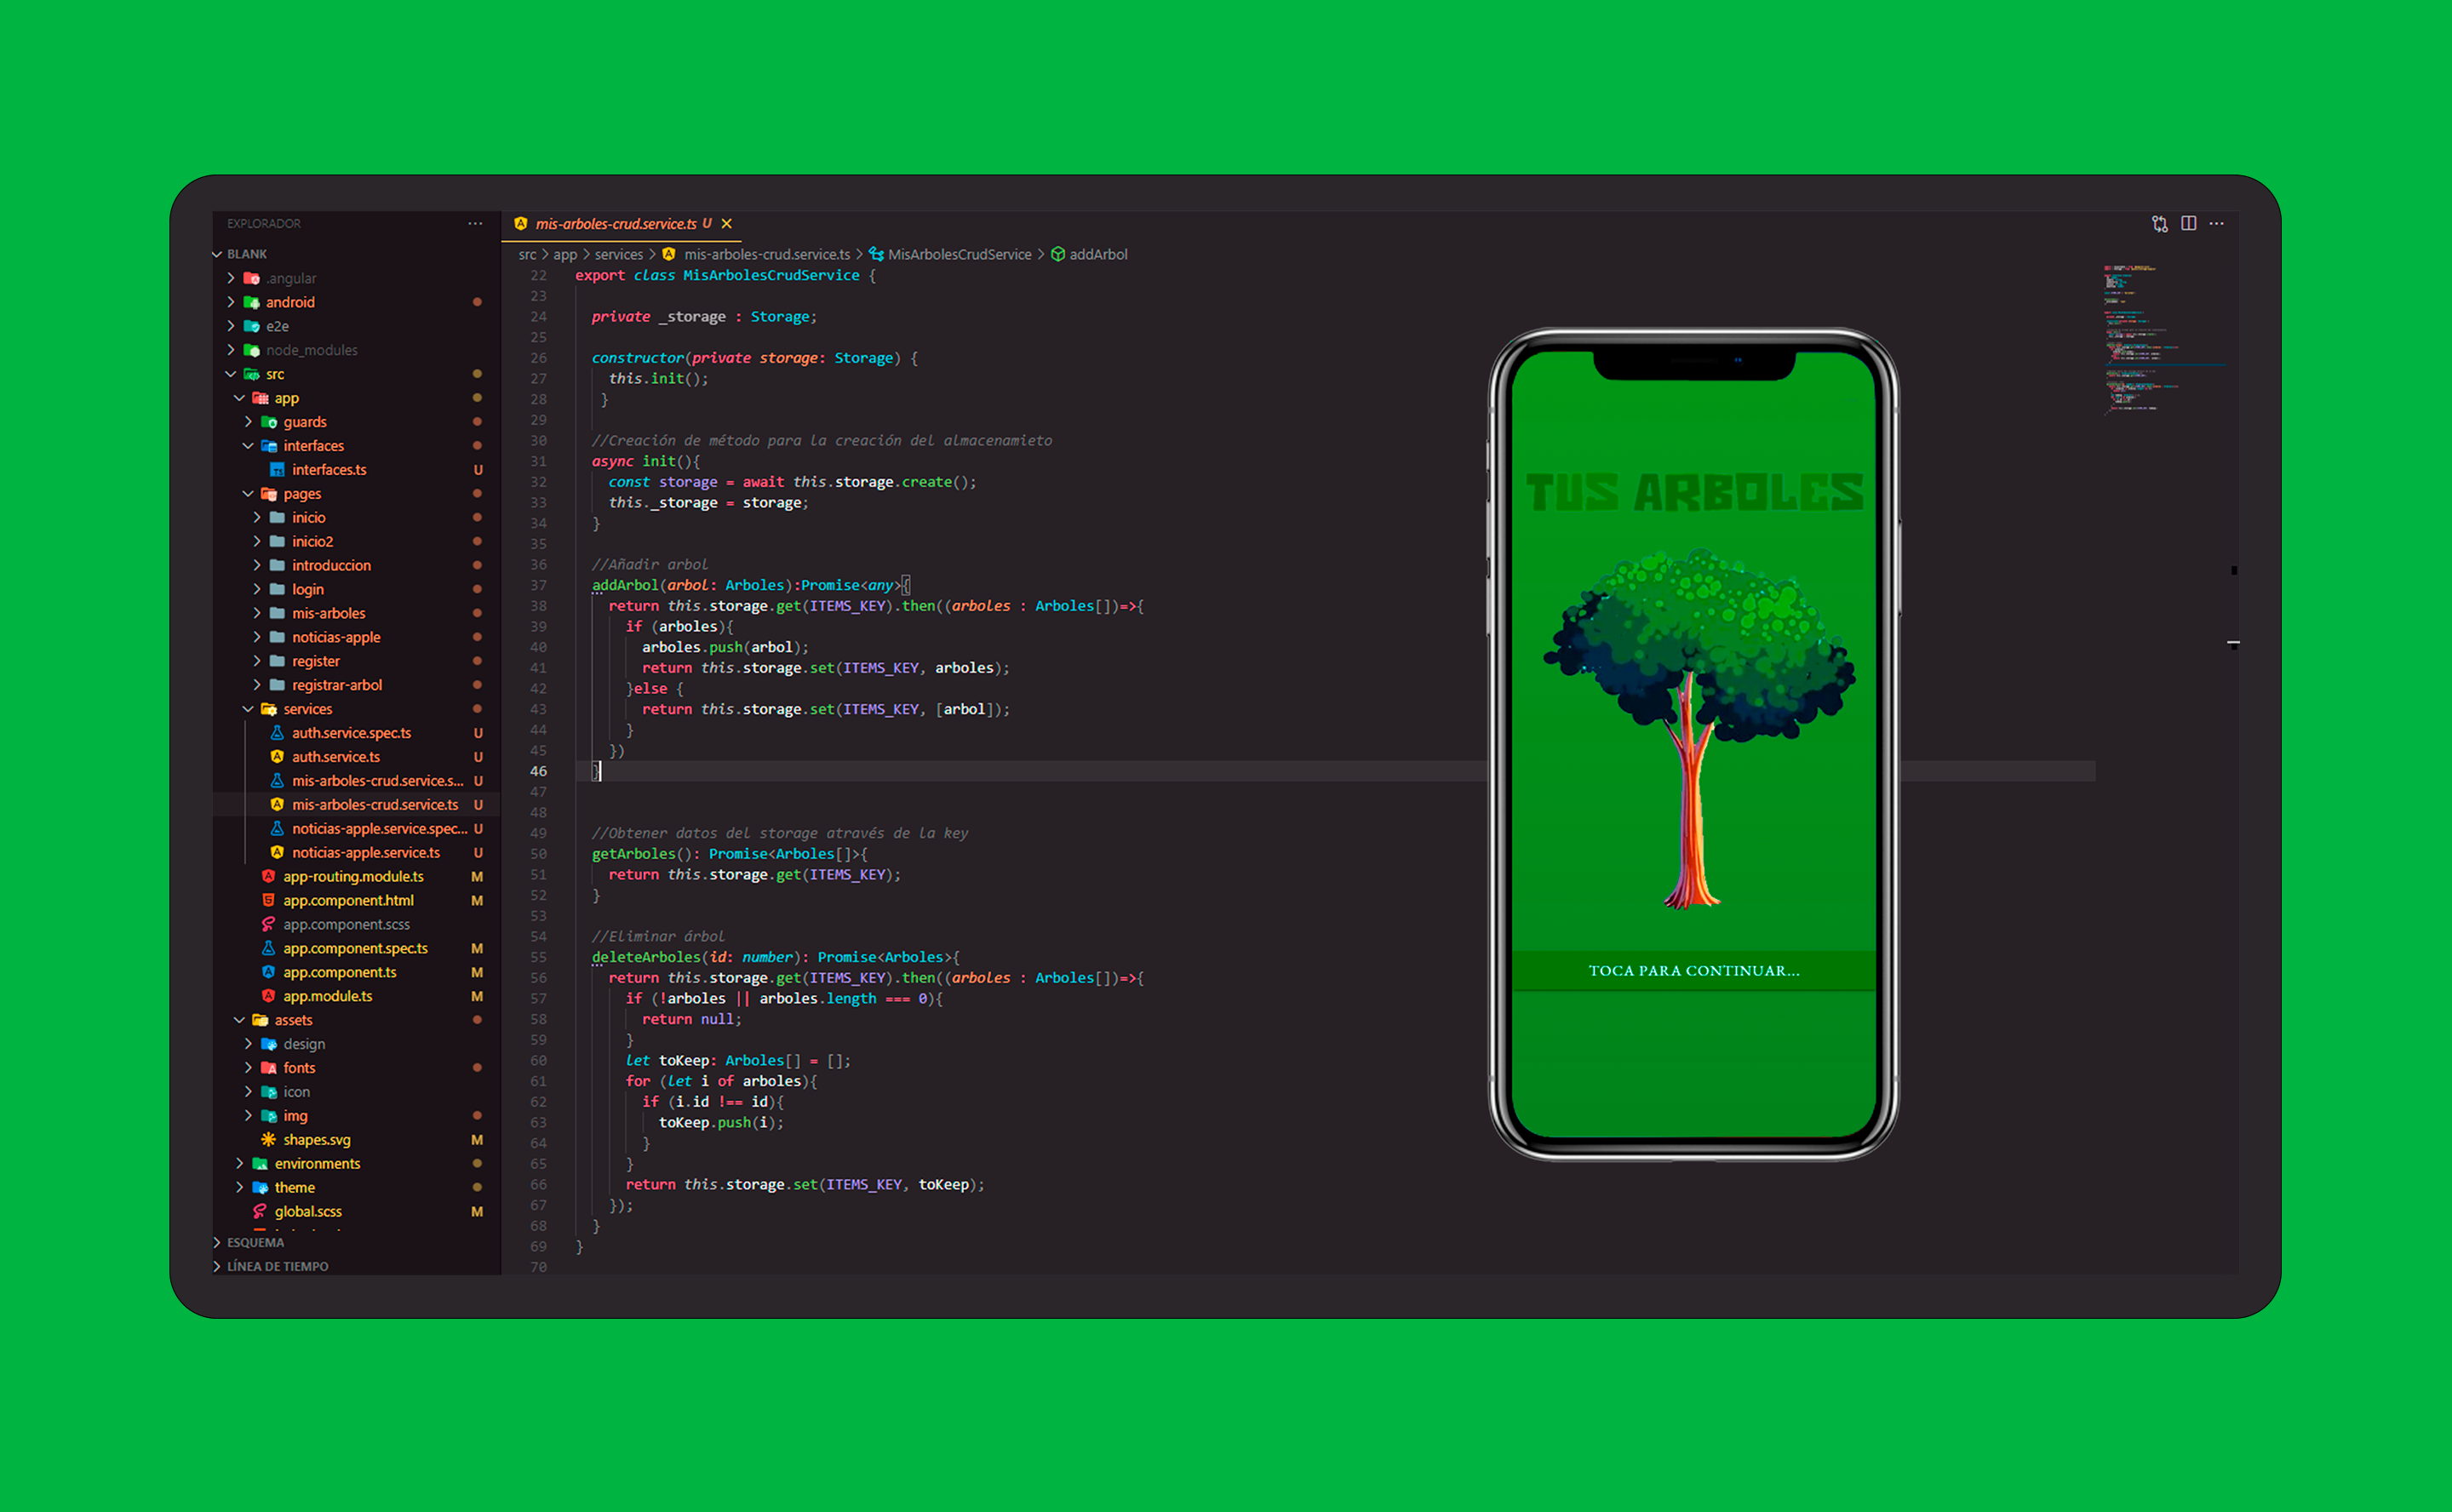 EXPLORADOR
BLANK
.angular
android
e2e
node_modules
src
app
guards
interfaces
interfaces.ts U
pages
inicio
inicio2
introduccion
login
mis-arboles
noticias-apple
register
registrar-arbol
services
auth.service.spec.ts U
auth.service.ts U
mis-arboles-crud.service.s... U
mis-arboles-crud.service.ts U
noticias-apple.service.spec... U
noticias-apple.service.ts U
app-routing.module.ts M
app.component.html M
app.component.scss
app.component.spec.ts M
app.component.ts M
app.module.ts M
assets
design
fonts
icon
img
shapes.svg M
environments
theme
global.scss M
ESQUEMA
LÍNEA DE TIEMPO
mis-arboles-crud.service.ts U
src > app > services > mis-arboles-crud.service.ts > MisArbolesCrudService > addArbol
22 export class MisArbolesCrudService {
23
24 private _storage : Storage;
25
26 constructor(private storage: Storage) {
27 this.init();
28 }
29
30 //Creación de método para la creación del almacenamieto
31 async init(){
32 const storage = await this.storage.create();
33 this._storage = storage;
34 }
35
36 //Añadir arbol
37 addArbol(arbol: Arboles):Promise<any>{
38 return this.storage.get(ITEMS_KEY).then((arboles : Arboles[])=>{
39 if (arboles){
40 arboles.push(arbol);
41 return this.storage.set(ITEMS_KEY, arboles);
42 }else {
43 return this.storage.set(ITEMS_KEY, [arbol]);
44 }
45 })
46 }
47
48
49 //Obtener datos del storage através de la key
50 getArboles(): Promise<Arboles[]>{
51 return this.storage.get(ITEMS_KEY);
52 }
53
54 //Eliminar árbol
55 deleteArboles(id: number): Promise<Arboles>{
56 return this.storage.get(ITEMS_KEY).then((arboles : Arboles[])=>{
57 if (!arboles || arboles.length === 0){
58 return null;
59 }
60 let toKeep: Arboles[] = [];
61 for (let i of arboles){
62 if (i.id !== id){
63 toKeep.push(i);
64 }
65 }
66 return this.storage.set(ITEMS_KEY, toKeep);
67 });
68 }
69 }
70
TUS ARBOLES
TOCA PARA CONTINUAR...